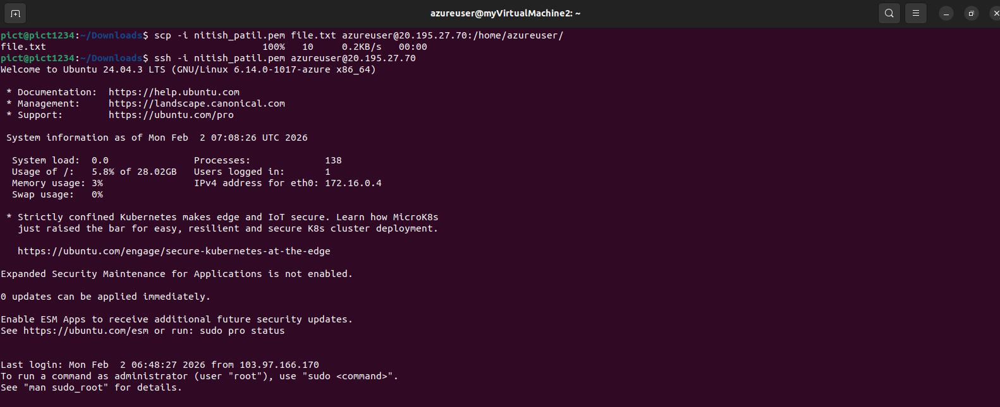 azureuser@myVirtualMachine2: ~
pict@pict1234:~/Downloads$ scp -i nitish_patil.pem file.txt azureuser@20.195.27.70:/home/azureuser/
file.txt                                      100%   10     0.2KB/s   00:00
pict@pict1234:~/Downloads$ ssh -i nitish_patil.pem azureuser@20.195.27.70
Welcome to Ubuntu 24.04.3 LTS (GNU/Linux 6.14.0-1017-azure x86_64)

 * Documentation:  https://help.ubuntu.com
 * Management:     https://landscape.canonical.com
 * Support:        https://ubuntu.com/pro

 System information as of Mon Feb  2 07:08:26 UTC 2026

  System load:  0.0               Processes:             138
  Usage of /:   5.8% of 28.02GB   Users logged in:       1
  Memory usage: 3%                IPv4 address for eth0: 172.16.0.4
  Swap usage:   0%

 * Strictly confined Kubernetes makes edge and IoT secure. Learn how MicroK8s
   just raised the bar for easy, resilient and secure K8s cluster deployment.

   https://ubuntu.com/engage/secure-kubernetes-at-the-edge

Expanded Security Maintenance for Applications is not enabled.

0 updates can be applied immediately.

Enable ESM Apps to receive additional future security updates.
See https://ubuntu.com/esm or run: sudo pro status


Last login: Mon Feb  2 06:48:27 2026 from 103.97.166.170
To run a command as administrator (user "root"), use "sudo <command>".
See "man sudo_root" for details.